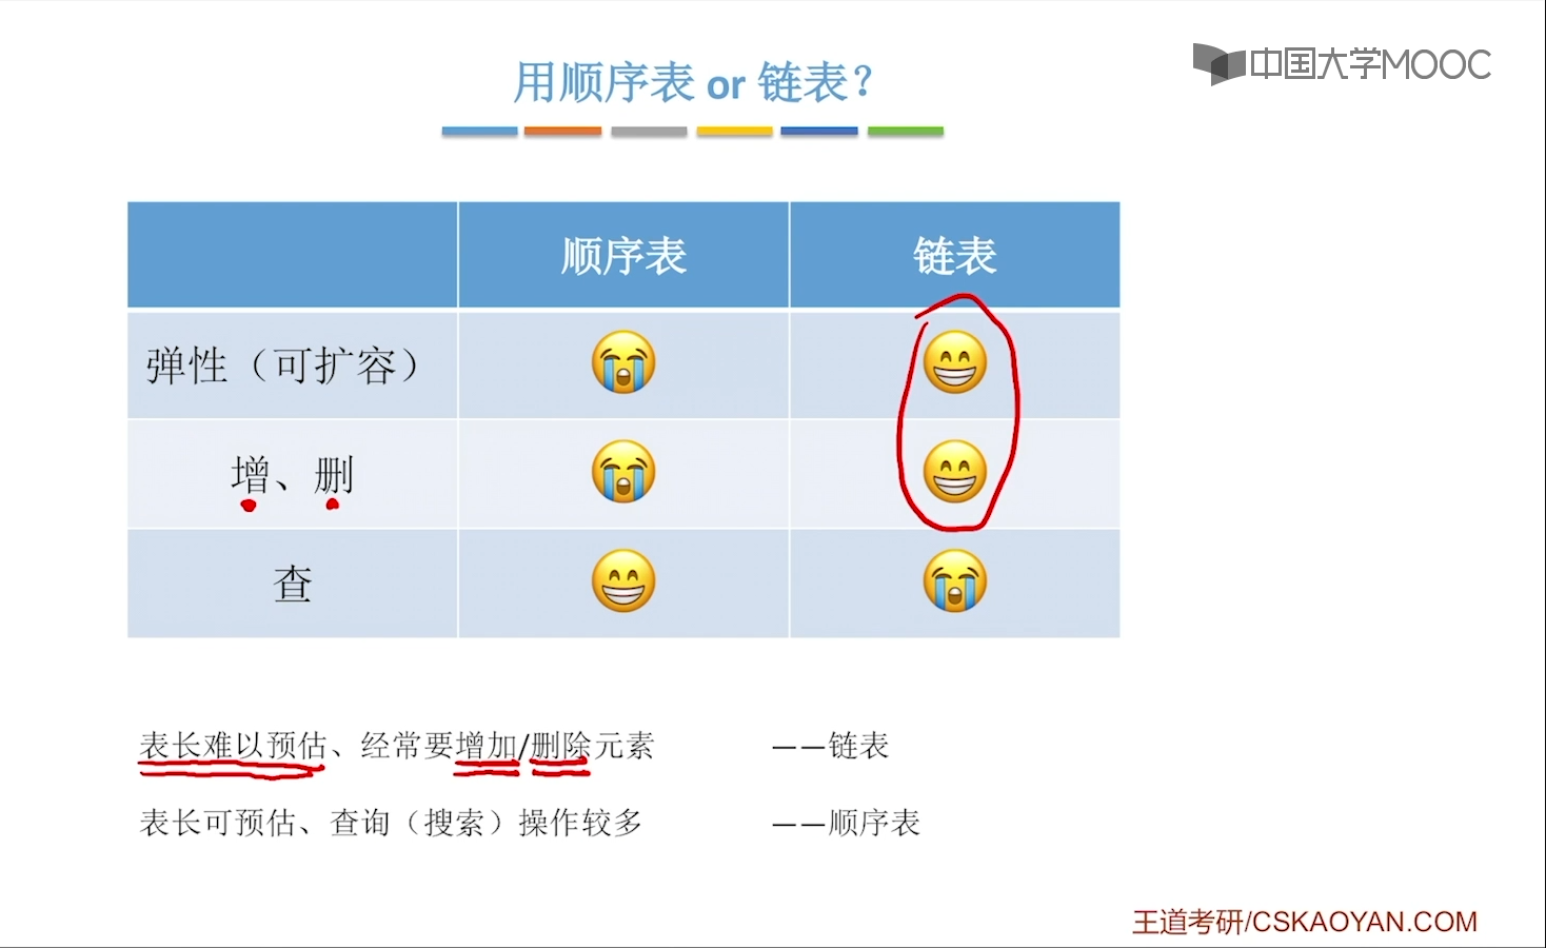 中国大学MOOC
用顺序表 or 链表？
顺序表 链表
弹性（可扩容）
增、删
查
表长难以预估、经常要增加/删除元素 ——链表
表长可预估、查询（搜索）操作较多 ——顺序表
王道考研/CSKAOYAN.COM